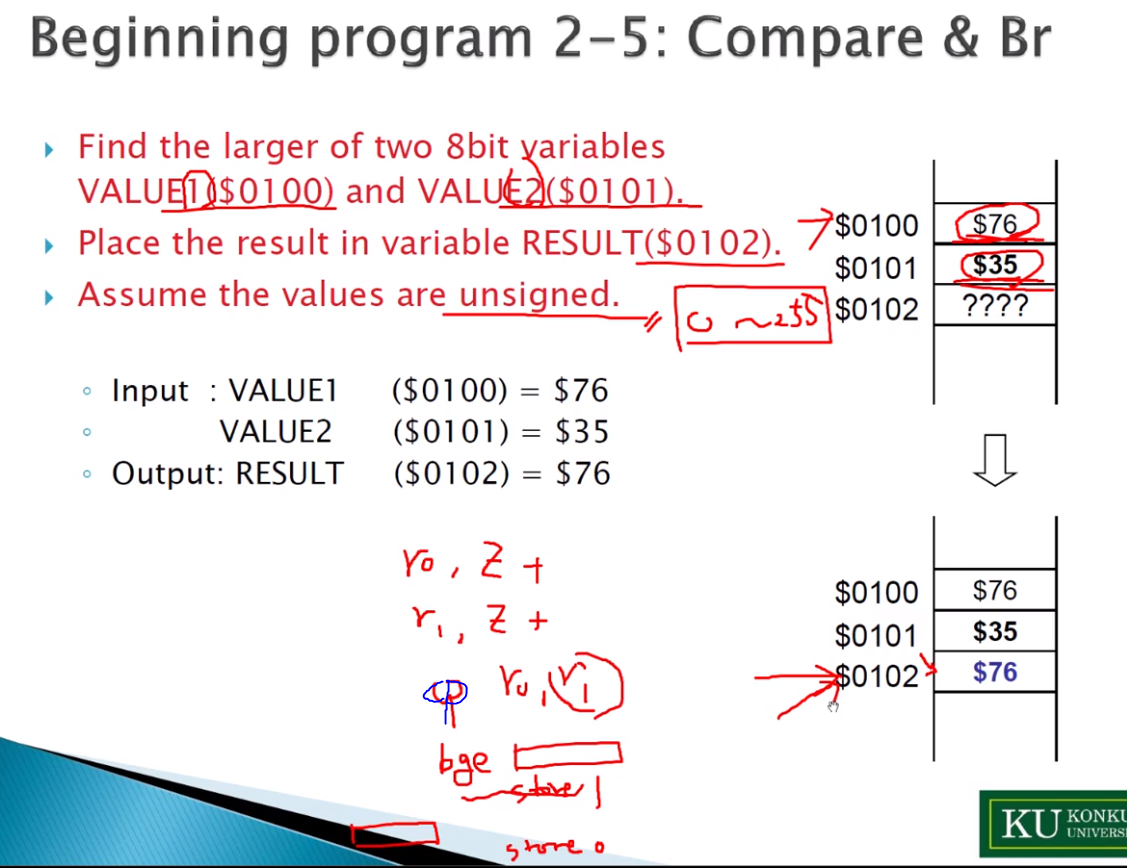 Beginning program 2-5: Compare & Br
Find the larger of two 8bit variables
VALUE1($0100) and VALUE2($0101).
Place the result in variable RESULT($0102).
Assume the values are unsigned.
0 ~255
Input : VALUE1 ($0100) = $76
VALUE2 ($0101) = $35
Output: RESULT ($0102) = $76
$0100 $76
$0101 $35
$0102 ????
$0100 $76
$0101 $35
$0102 $76
r0, Z +
r1, Z +
cp r0, r1
bge
store 1
store 0
KU KONKU
UNIVERSI